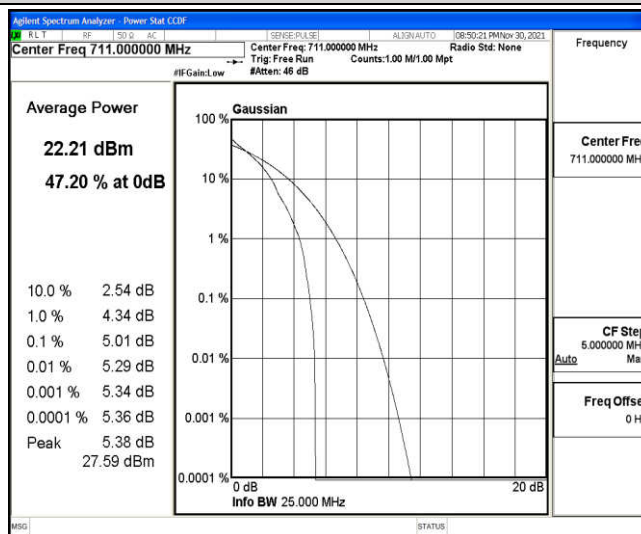 Agilent Spectrum Analyzer - Power Stat CCDF
RLT RF 50 Ω AC SENSE:PULSE ALIGNAUTO 08:50:21 PM Nov 30, 2021
Center Freq 711.000000 MHz
Center Freq: 711.000000 MHz Radio Std: None
Trig: Free Run Counts:1.00 M/1.00 Mpt
#IFGain:Low #Atten: 46 dB
Frequency
Average Power
22.21 dBm
47.20 % at 0dB
10.0 % 2.54 dB
1.0 % 4.34 dB
0.1 % 5.01 dB
0.01 % 5.29 dB
0.001 % 5.34 dB
0.0001 % 5.36 dB
Peak 5.38 dB
27.59 dBm
Gaussian
100 %
10 %
1 %
0.1 %
0.01 %
0.001 %
0.0001 %
0 dB 20 dB
Info BW 25.000 MHz
Center Fre
711.000000 MH
CF Ste
5.000000 MH
Auto Ma
Freq Offse
0 H
MSG STATUS